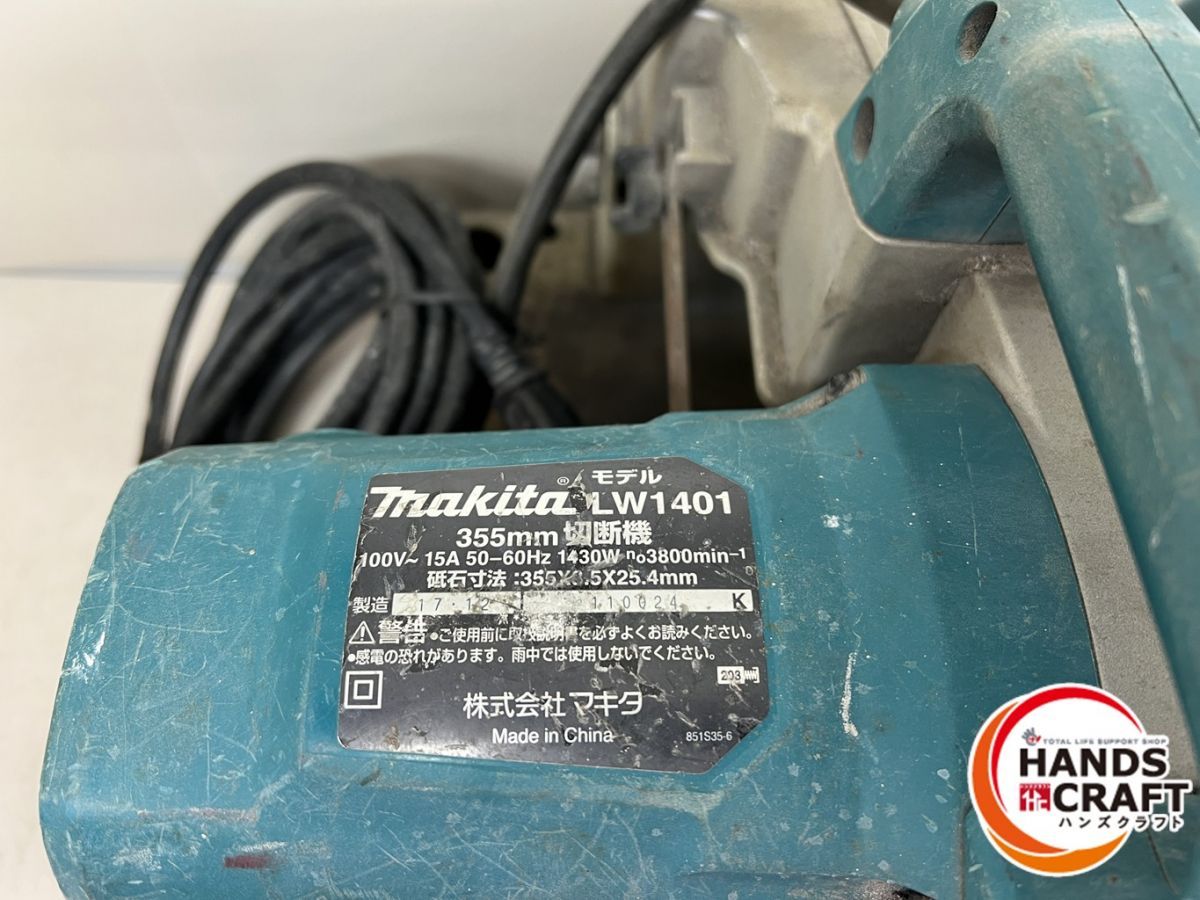 makita® モデル LW1401
355mm 切断機
100V~ 15A 50-60Hz 1430W n₀3800min⁻¹
砥石寸法:355X X25.4mm
製造 17.12 110024 K
警告 •ご使用前に取扱説明書を必ずよくお読みください。
•感電の恐れがあります。雨中では使用しないでください。
203
株式会社マキタ
Made in China
851S35-6
TOTAL LIFE SUPPORT SHOP
HANDS
CRAFT
ハンズクラフト